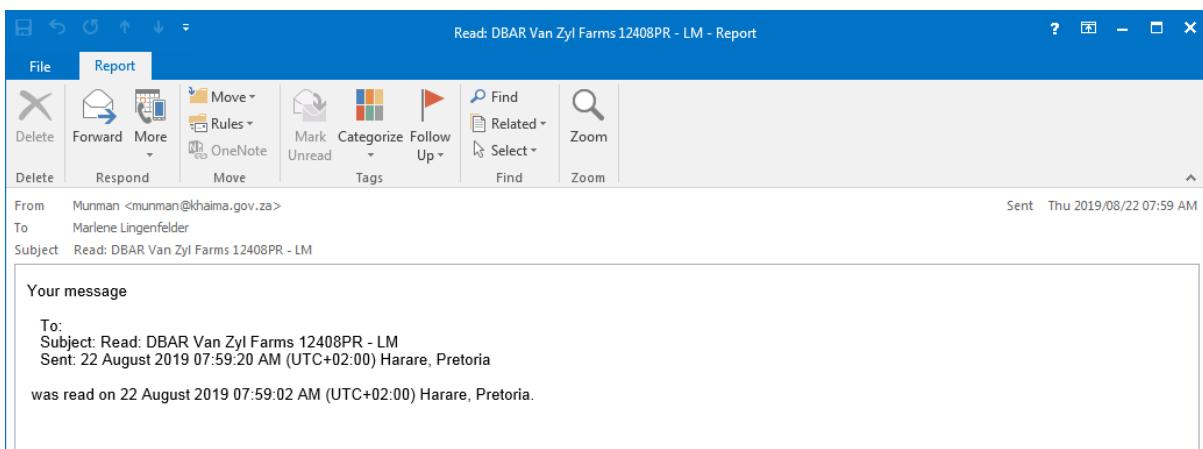 Read: DBAR Van Zyl Farms 12408PR - LM - Report
?
File Report
Delete
Forward
More
Move
Rules
OneNote
Mark Unread
Categorize
Follow Up
Find
Related
Select
Zoom
Delete Respond Move Tags Find Zoom
From Munman <munman@khaima.gov.za> Sent Thu 2019/08/22 07:59 AM
To Marlene Lingenfelder
Subject Read: DBAR Van Zyl Farms 12408PR - LM
Your message
To:
Subject: Read: DBAR Van Zyl Farms 12408PR - LM
Sent: 22 August 2019 07:59:20 AM (UTC+02:00) Harare, Pretoria
was read on 22 August 2019 07:59:02 AM (UTC+02:00) Harare, Pretoria.